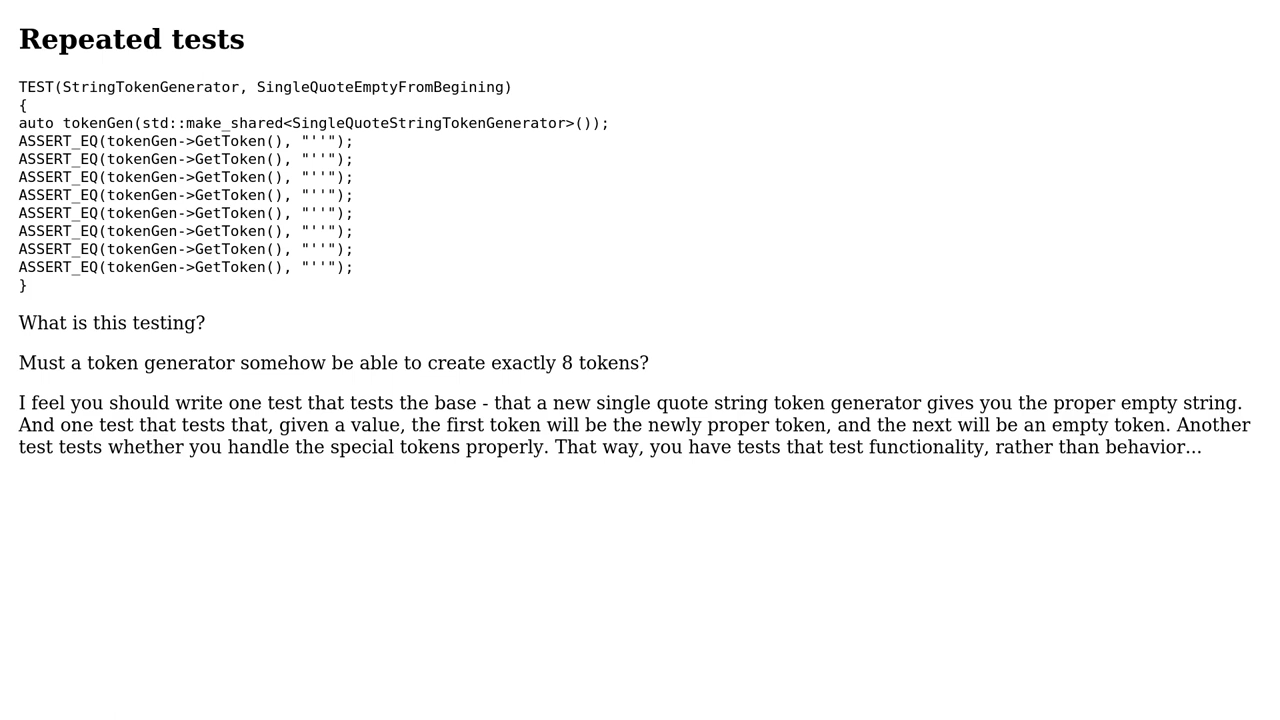 Repeated tests
TEST(StringTokenGenerator, SingleQuoteEmptyFromBegining)
{
auto tokenGen(std::make_shared<SingleQuoteStringTokenGenerator>());
ASSERT_EQ(tokenGen->GetToken(), "''");
ASSERT_EQ(tokenGen->GetToken(), "''");
ASSERT_EQ(tokenGen->GetToken(), "''");
ASSERT_EQ(tokenGen->GetToken(), "''");
ASSERT_EQ(tokenGen->GetToken(), "''");
ASSERT_EQ(tokenGen->GetToken(), "''");
ASSERT_EQ(tokenGen->GetToken(), "''");
ASSERT_EQ(tokenGen->GetToken(), "''");
}
What is this testing?
Must a token generator somehow be able to create exactly 8 tokens?
I feel you should write one test that tests the base - that a new single quote string token generator gives you the proper empty string.
And one test that tests that, given a value, the first token will be the newly proper token, and the next will be an empty token. Another
test tests whether you handle the special tokens properly. That way, you have tests that test functionality, rather than behavior...